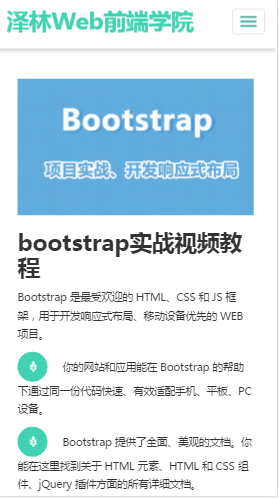 泽林Web前端学院
Bootstrap
项目实战、开发响应式布局
bootstrap实战视频教
程
Bootstrap 是最受欢迎的 HTML、CSS 和 JS 框
架，用于开发响应式布局、移动设备优先的 WEB
项目。
你的网站和应用能在 Bootstrap 的帮助
下通过同一份代码快速、有效适配手机、平板、PC
设备。
Bootstrap 提供了全面、美观的文档。你
能在这里找到关于 HTML 元素、HTML 和 CSS 组
件、jQuery 插件方面的所有详细文档。